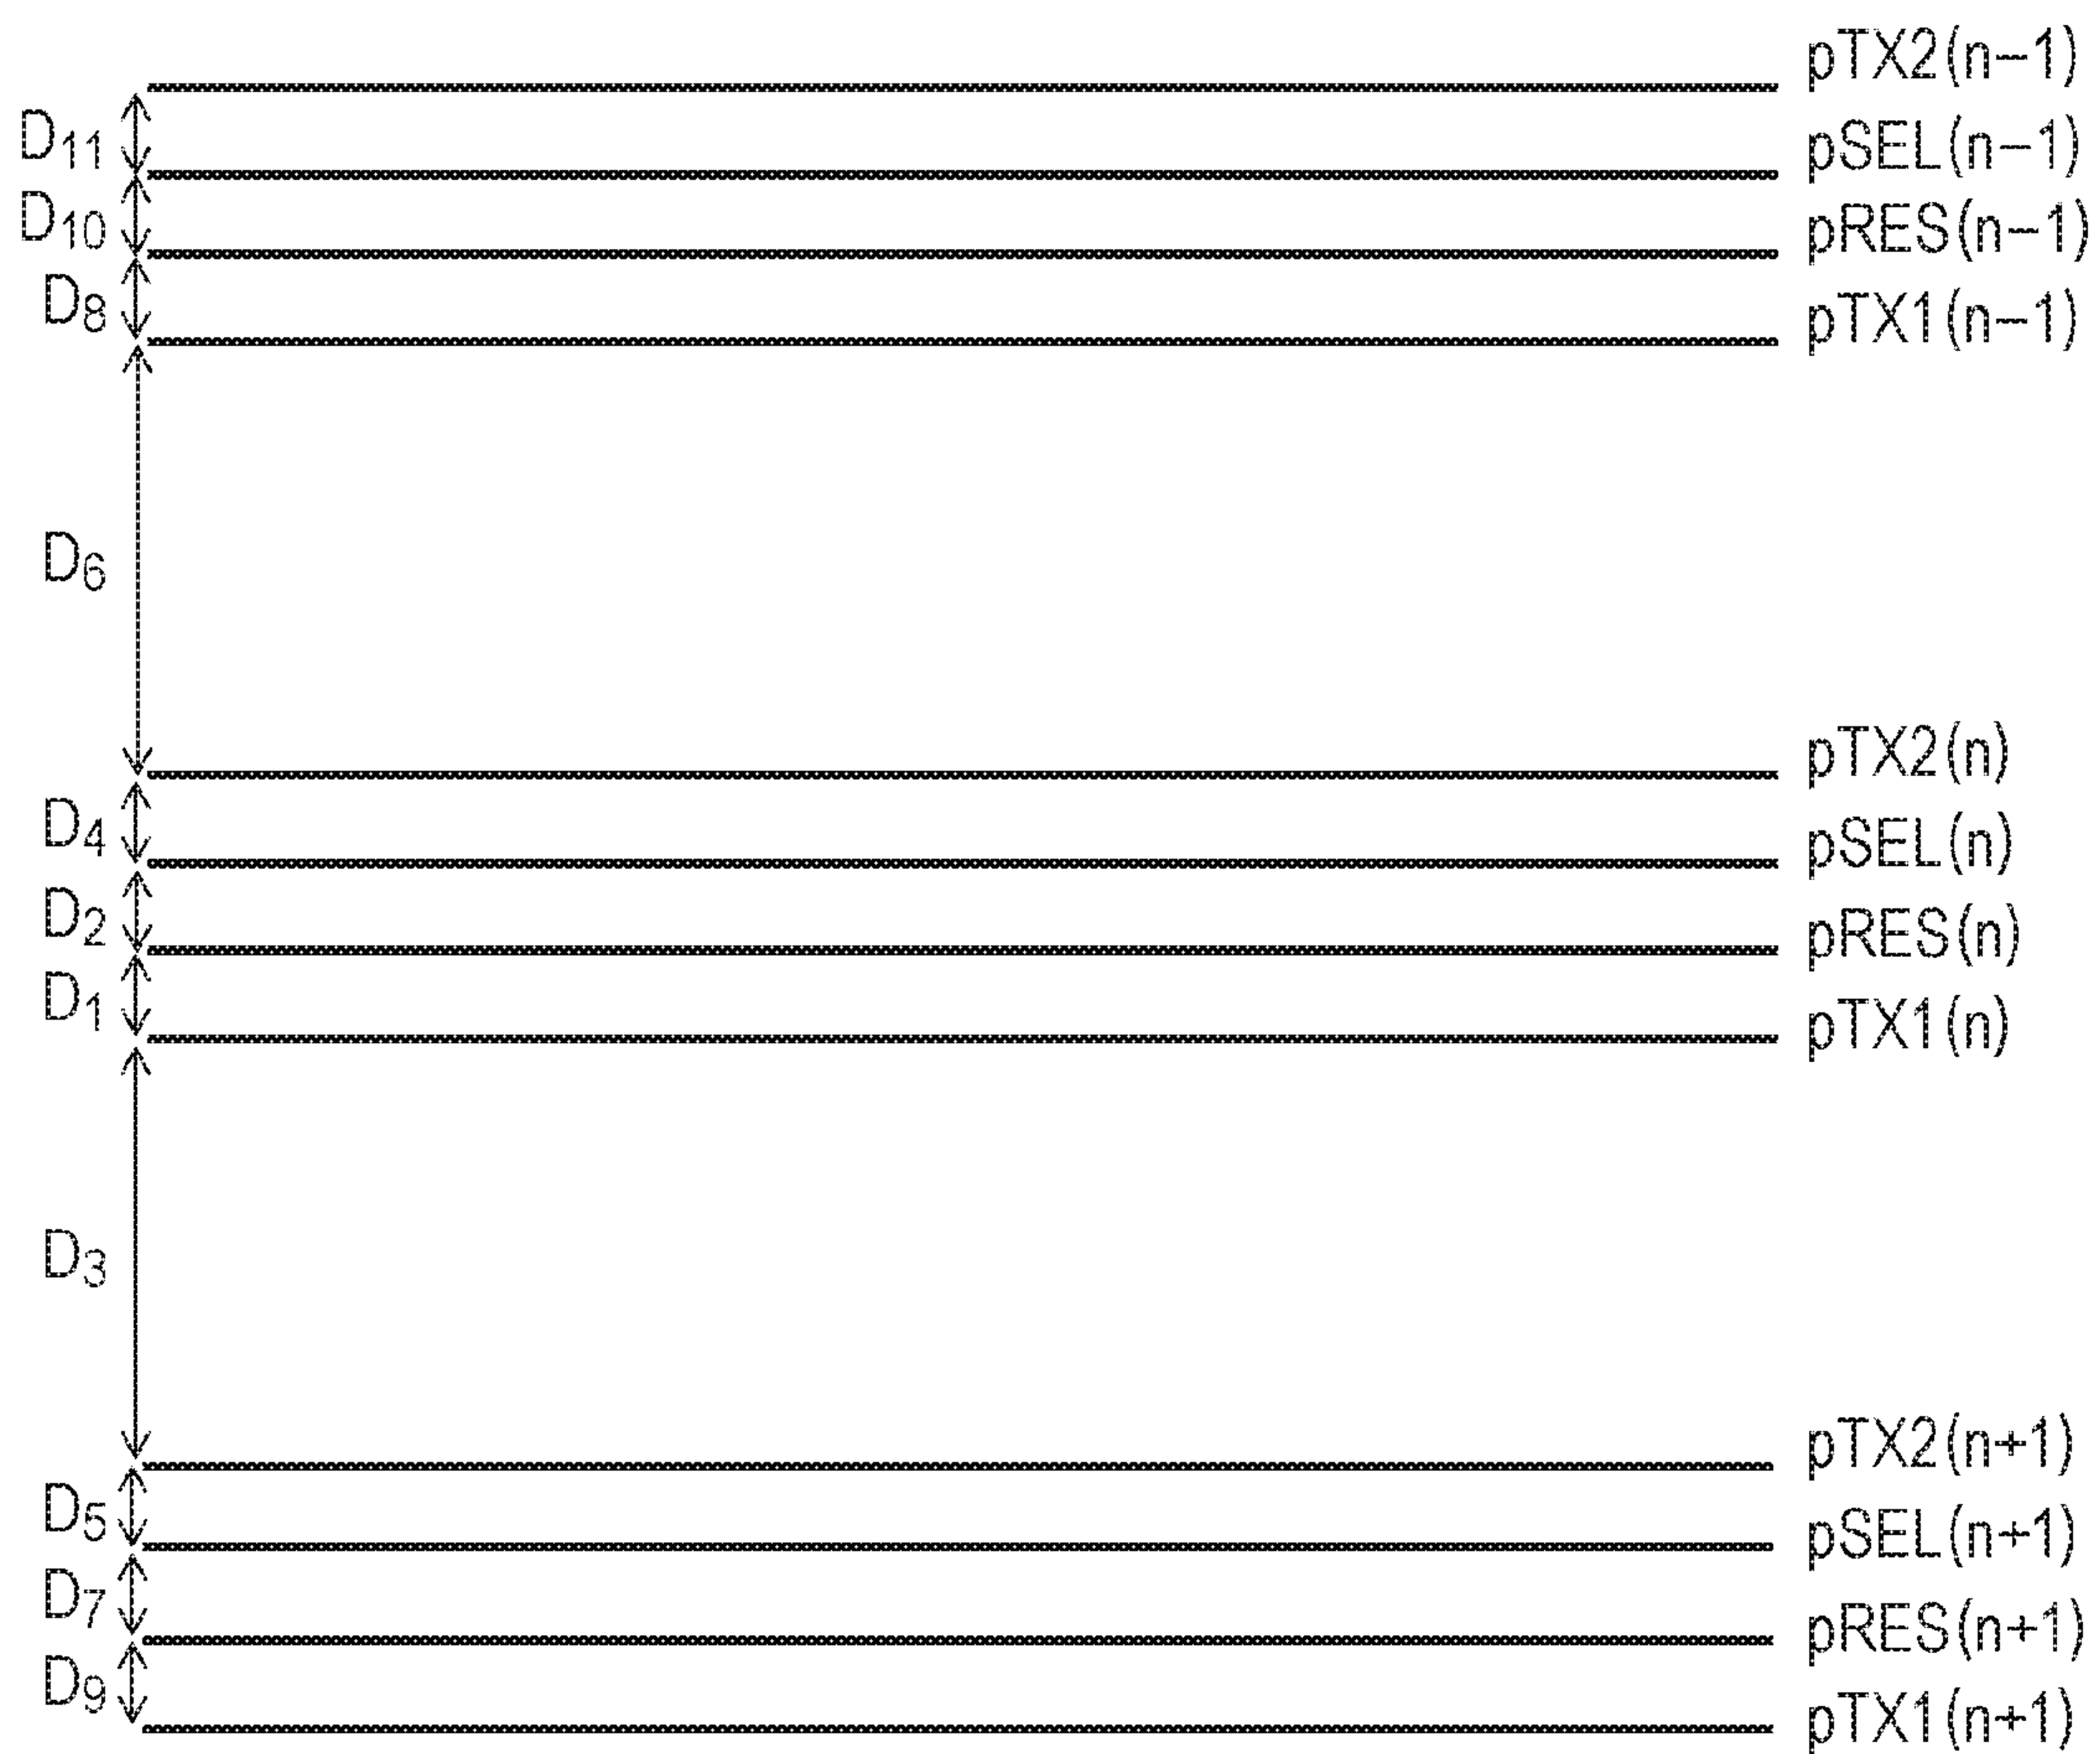 pTX2(n−1)
D11
pSEL(n−1)
D10
pRES(n−1)
D8
pTX1(n−1)
D6
pTX2(n)
D4
pSEL(n)
D2
pRES(n)
D1
pTX1(n)
D3
pTX2(n+1)
D5
pSEL(n+1)
D7
pRES(n+1)
D9
pTX1(n+1)